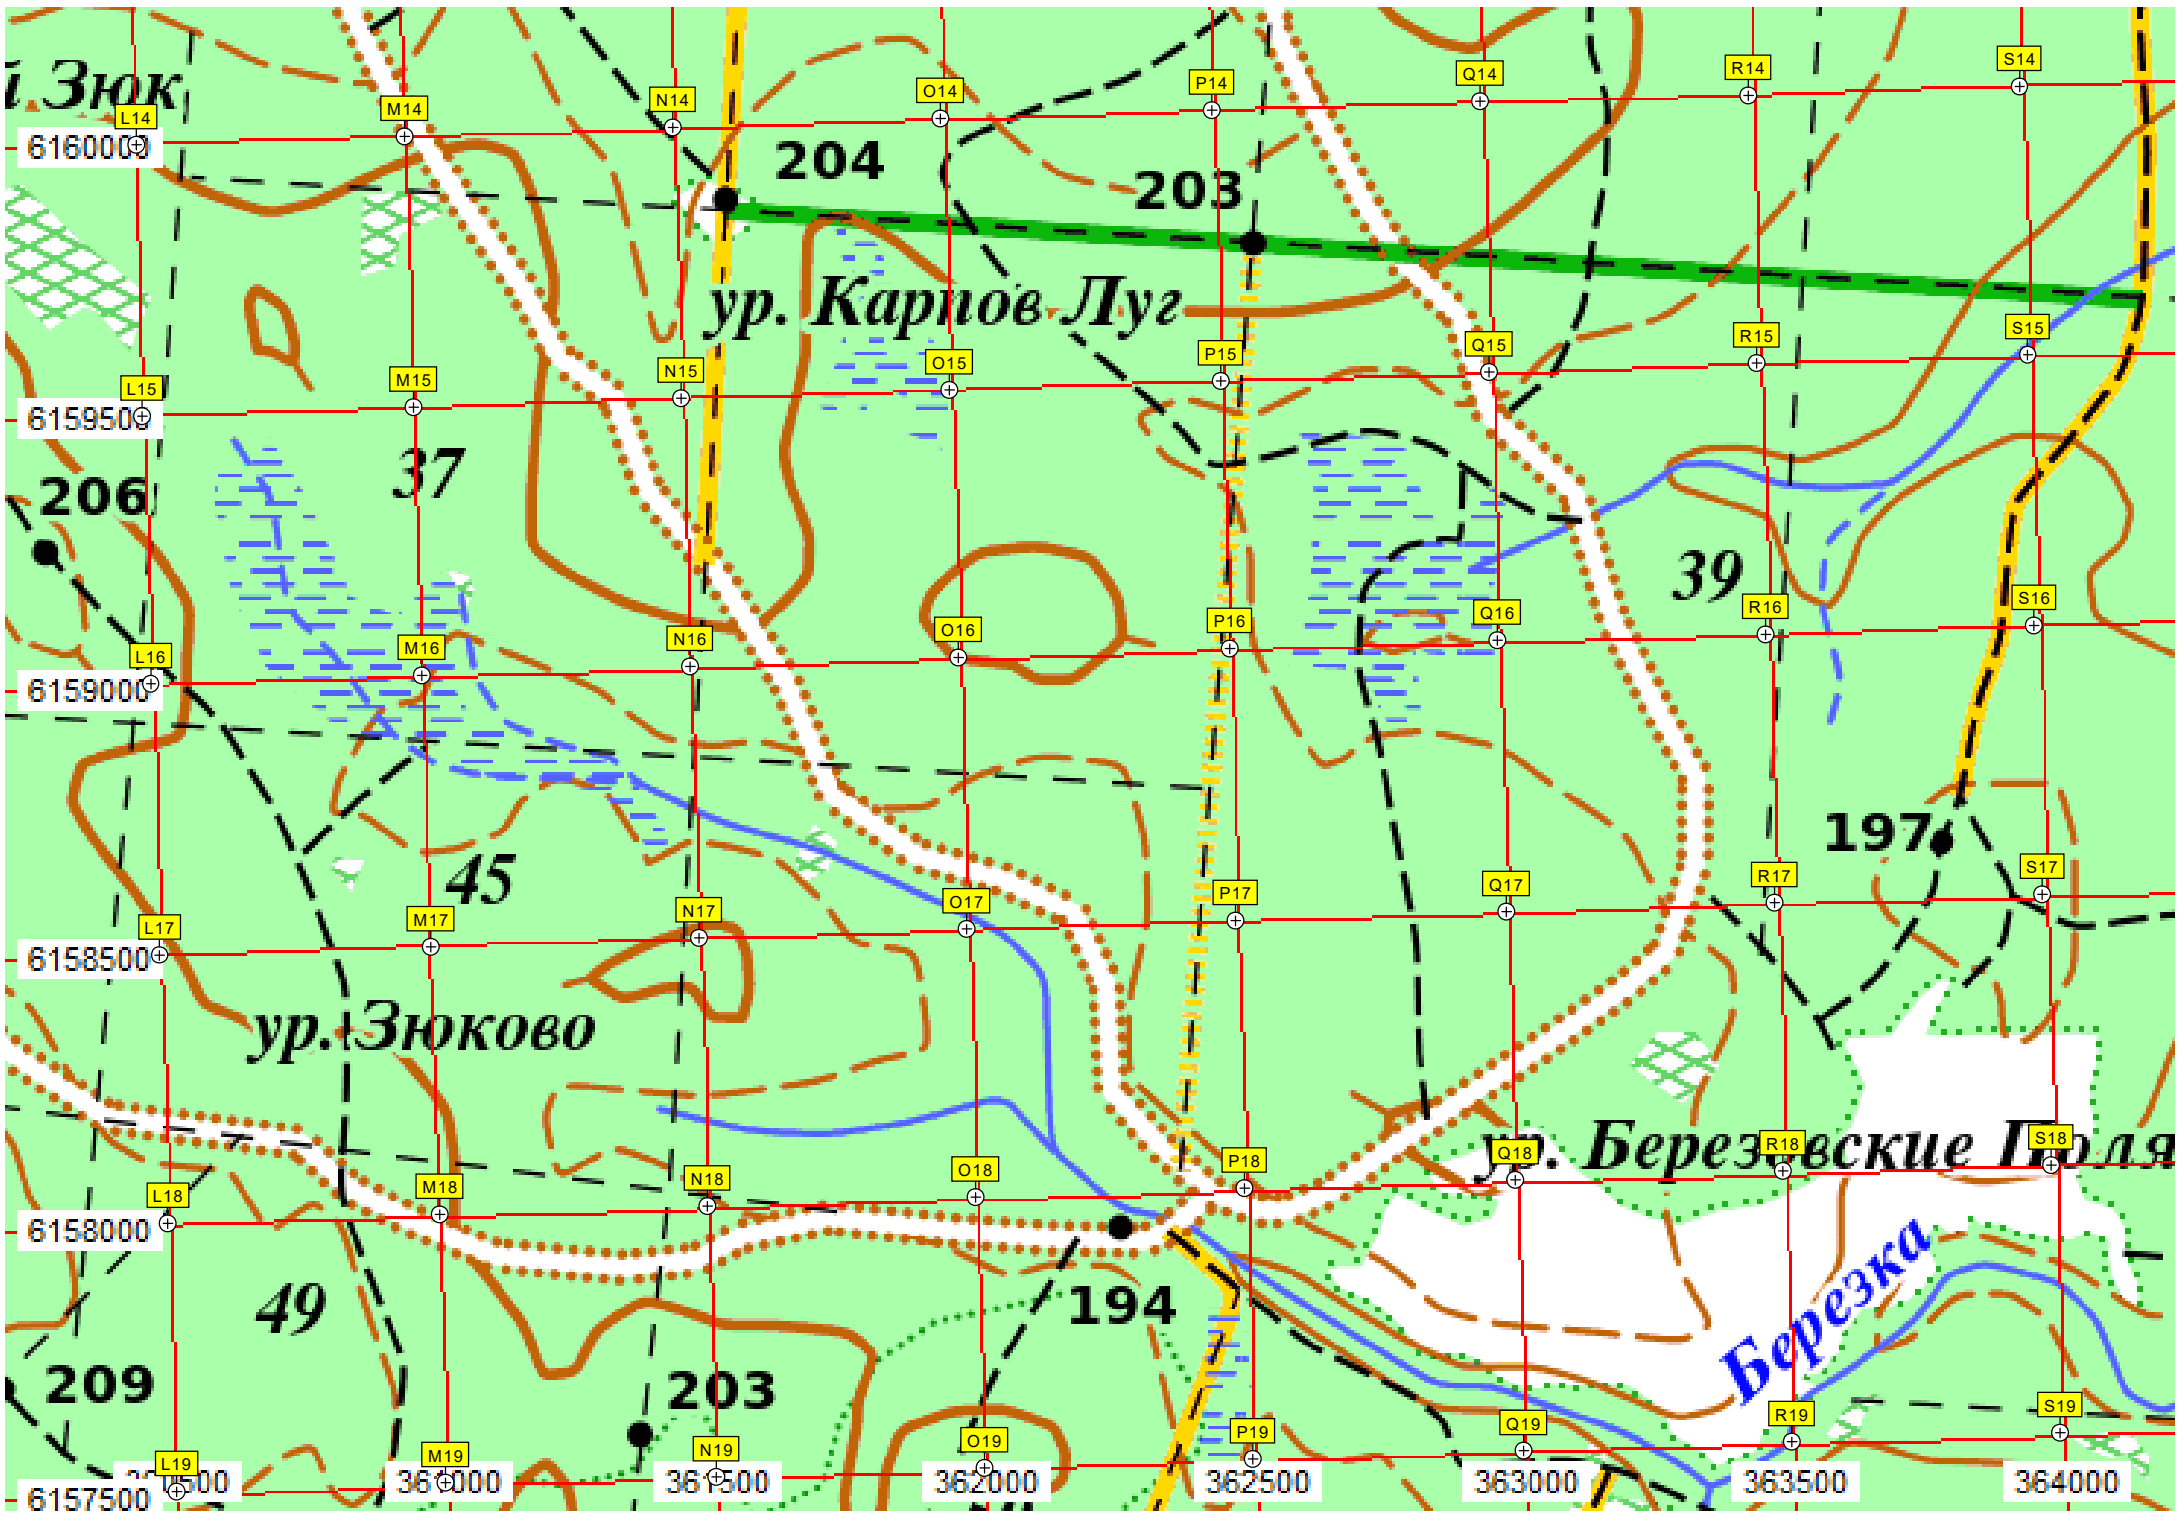 й Зюк
L14 M14 N14 O14 P14 Q14 R14 S14
6160000
204
203
ур. Карпов Луг
L15 M15 N15 O15 P15 Q15 R15 S15
6159500
37
206
39
L16 M16 N16 O16 P16 Q16 R16 S16
6159000
197
45
L17 M17 N17 O17 P17 Q17 R17 S17
6158500
ур. Зюково
ур. Березовские Поля
L18 M18 N18 O18 P18 Q18 R18 S18
6158000
Березка
49
194
209
203
L19 M19 N19 O19 P19 Q19 R19 S19
361000 361500 362000 362500 363000 363500 364000
6157500